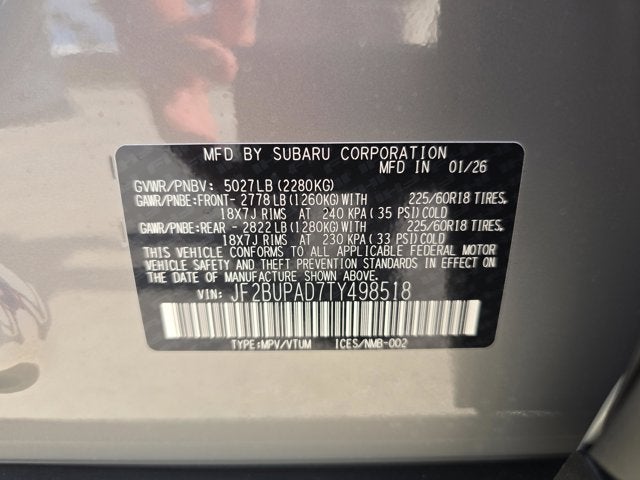 MFD BY SUBARU CORPORATION
MFD IN 01/26
GVWR/PNBV: 5027LB (2280KG)
GAWR/PNBE:FRONT- 2778 LB (1260KG) WITH 225/60R18 TIRES,
18X7J RIMS AT 240 KPA (35 PSI) COLD
GAWR/PNBE:REAR - 2822 LB (1280KG) WITH 225/60R18 TIRES,
18X7J RIMS AT 230 KPA (33 PSI) COLD
THIS VEHICLE CONFORMS TO ALL APPLICABLE FEDERAL MOTOR
VEHICLE SAFETY AND THEFT PREVENTION STANDARDS IN EFFECT ON
THE DATE OF MANUFACTURE SHOWN ABOVE.
VIN: JF2BUPAD7TY498518
TYPE:MPV/VTUM ICES/NMB-002